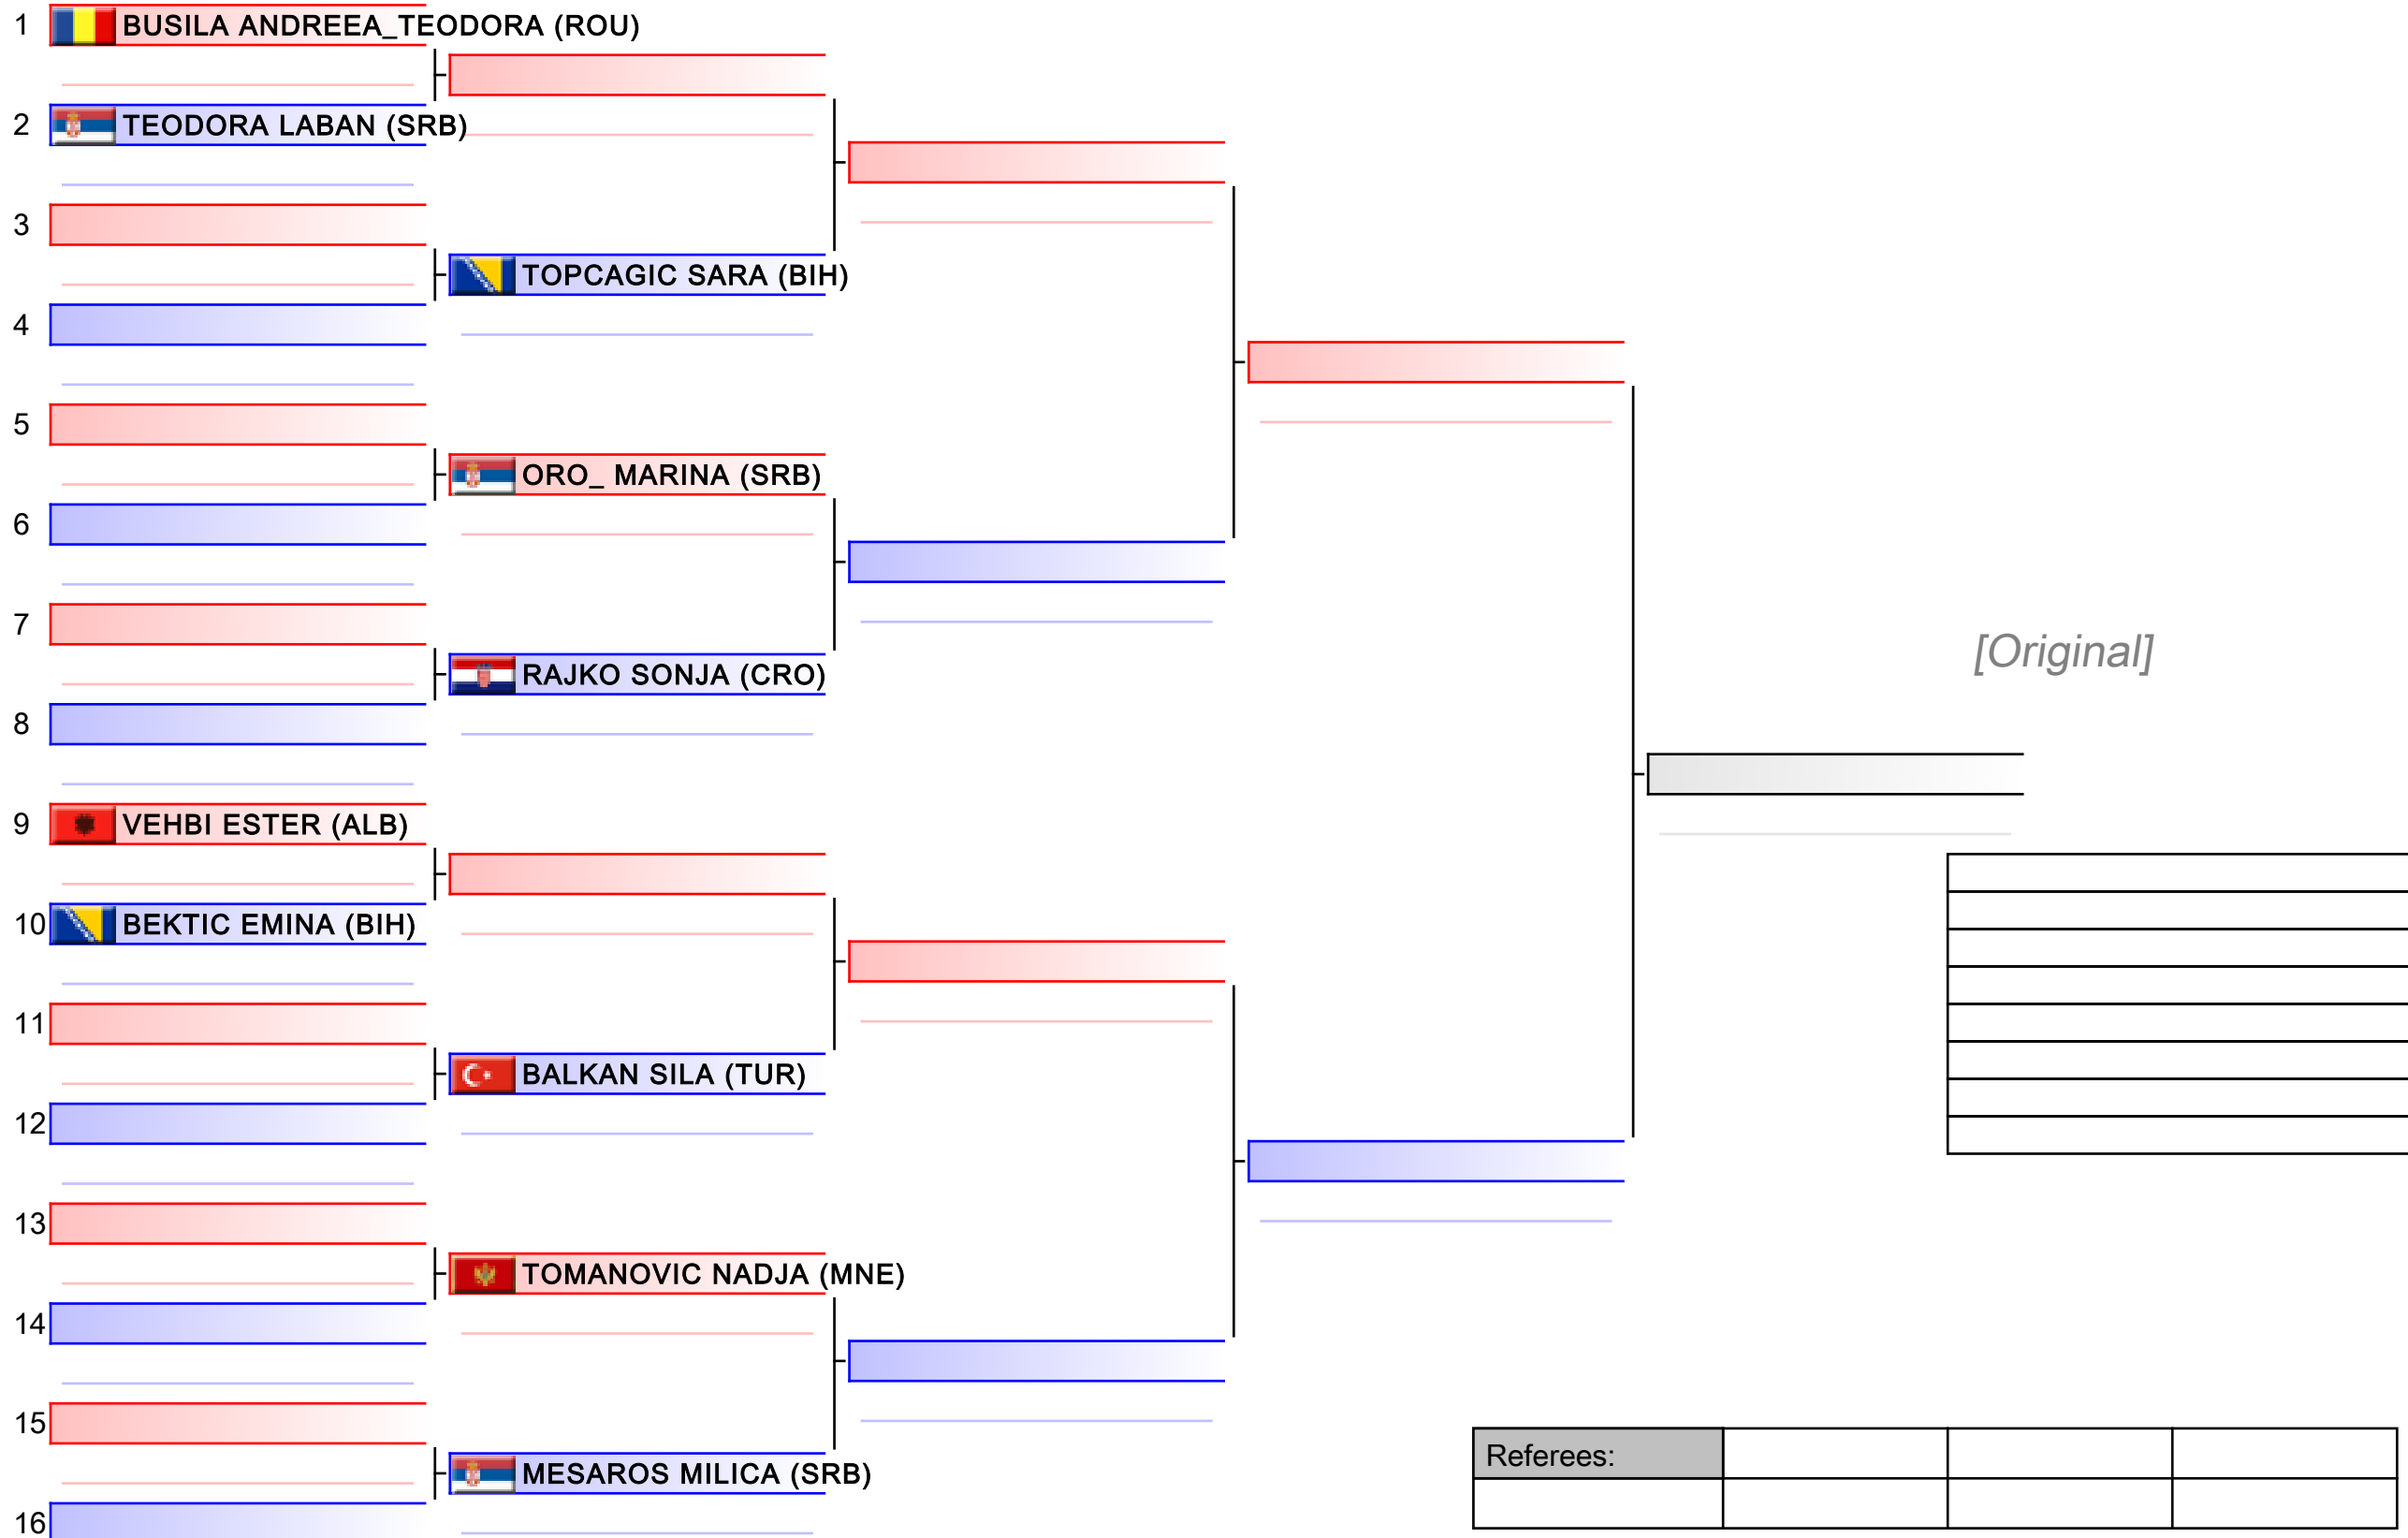 1 BUSILA ANDREEA_TEODORA (ROU)
2 TEODORA LABAN (SRB)
3
TOPCAGIC SARA (BIH)
4
5
ORO_ MARINA (SRB)
6
7
[Original]
RAJKO SONJA (CRO)
8
9 VEHBI ESTER (ALB)
10 BEKTIC EMINA (BIH)
11
BALKAN SILA (TUR)
12
13
TOMANOVIC NADJA (MNE)
14
15
Referees:
MESAROS MILICA (SRB)
16